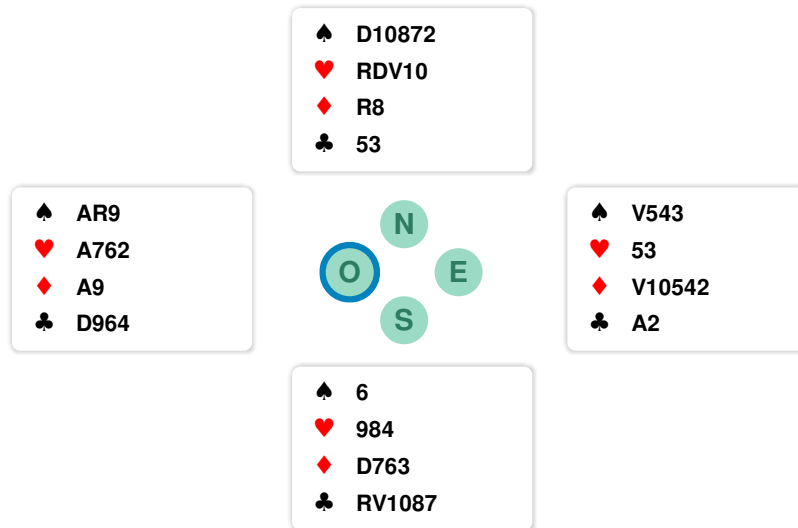 ♠ D10872
♥ RDV10
♦ R8
♣ 53
♠ AR9
♥ A762
♦ A9
♣ D964
N
O E
S
♠ V543
♥ 53
♦ V10542
♣ A2
♠ 6
♥ 984
♦ D763
♣ RV1087